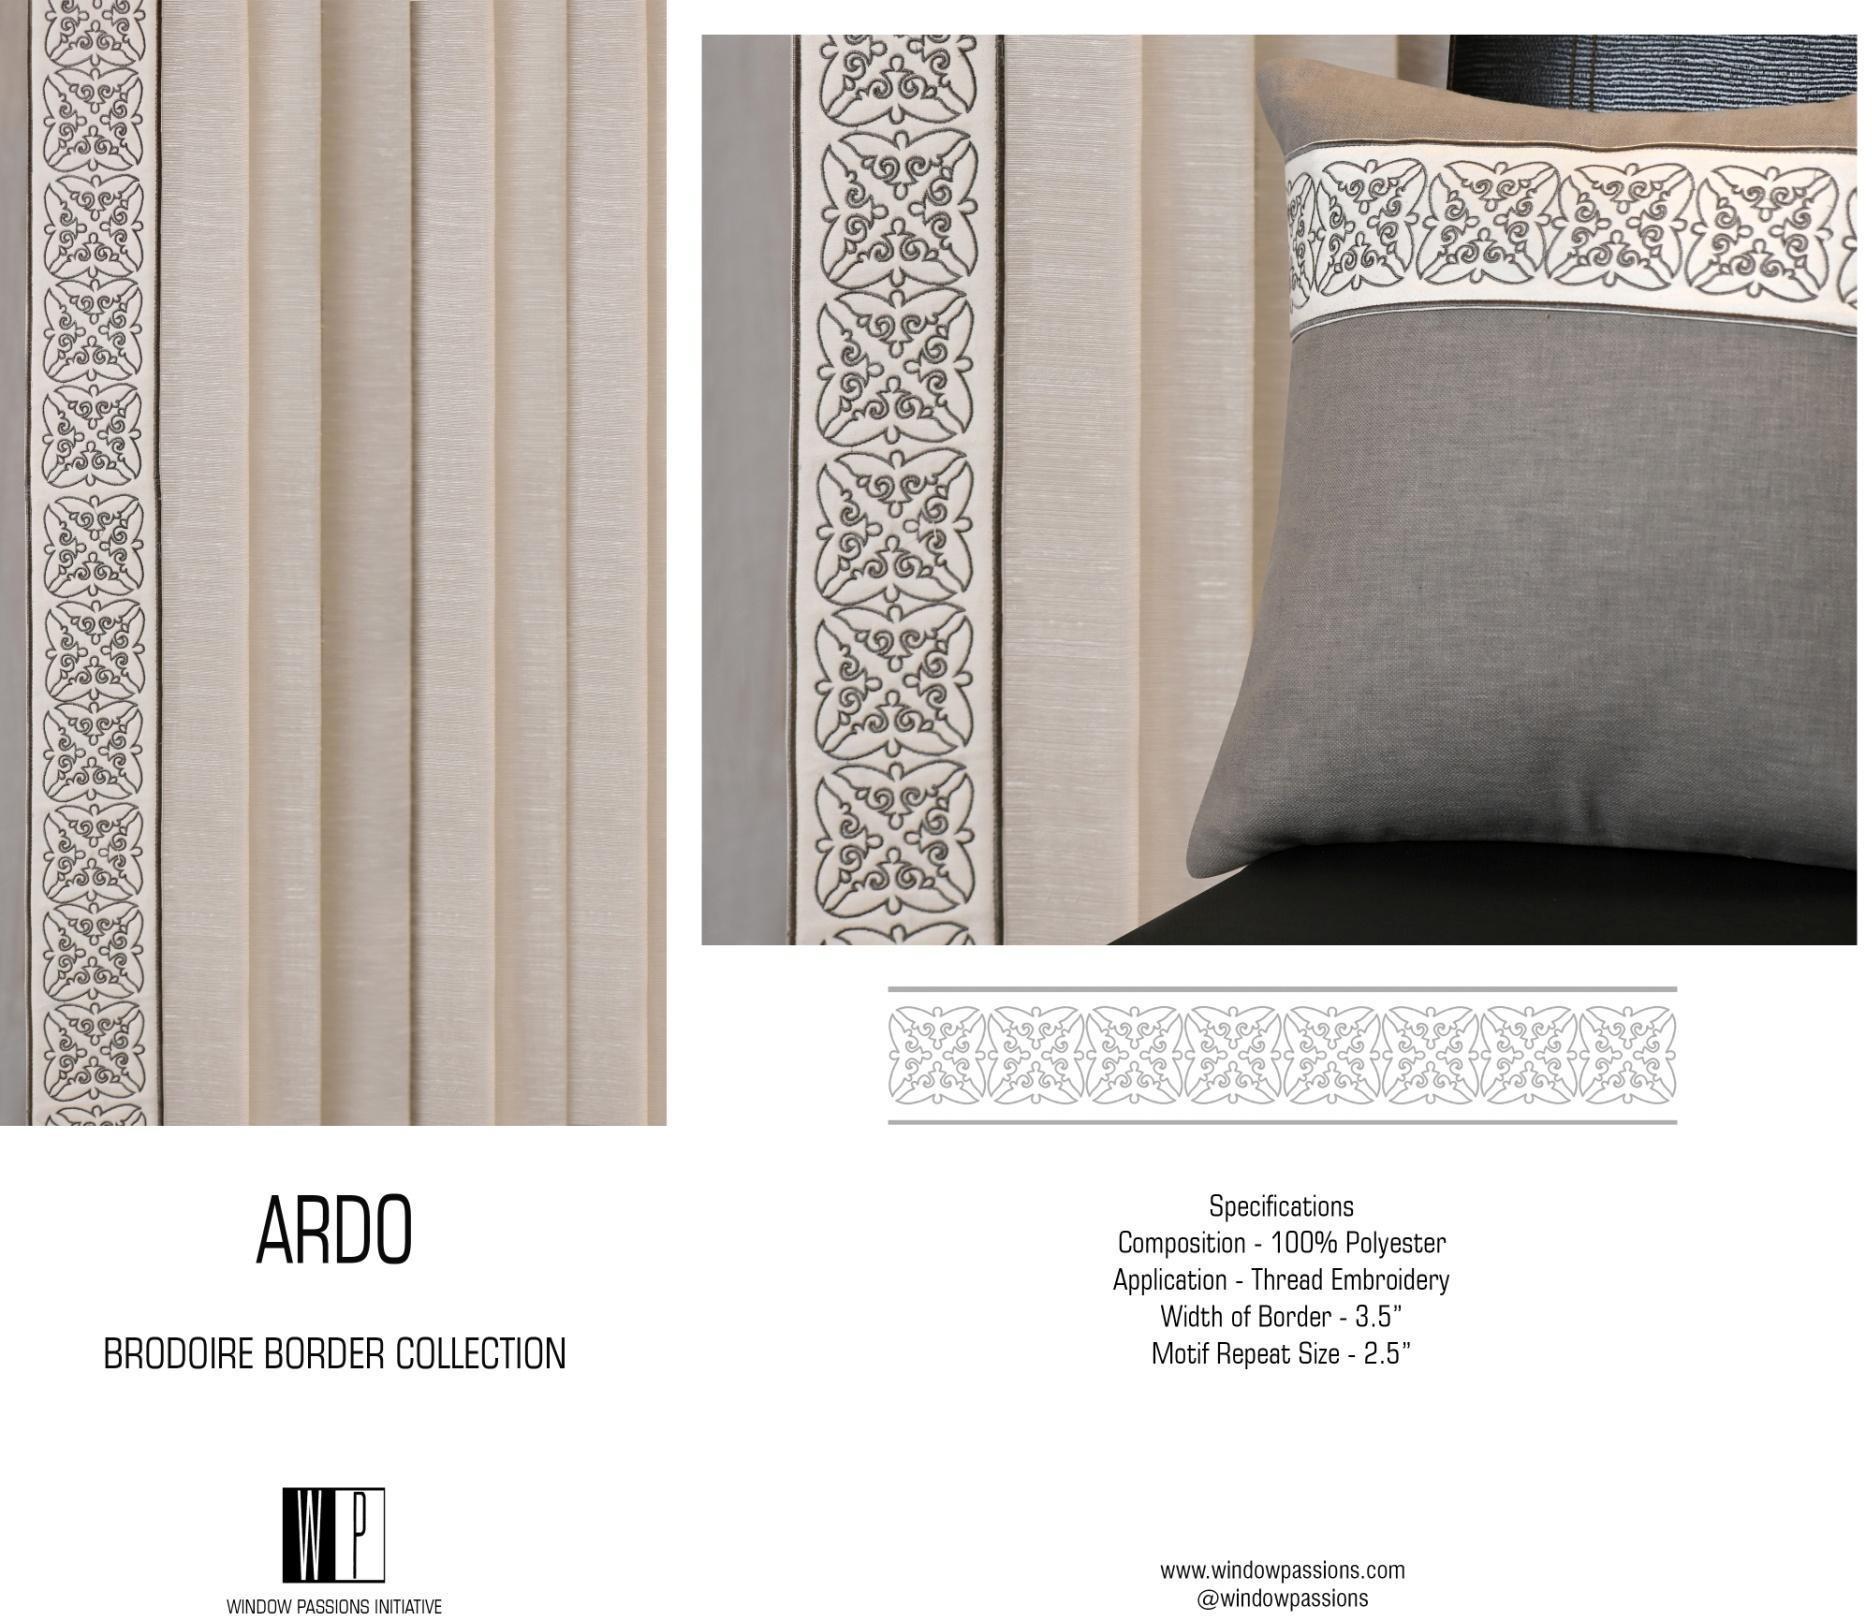 ARDO
BRODOIRE BORDER COLLECTION
W P
WINDOW PASSIONS INITIATIVE
Specifications
Composition - 100% Polyester
Application - Thread Embroidery
Width of Border - 3.5”
Motif Repeat Size - 2.5”
www.windowpassions.com
@windowpassions